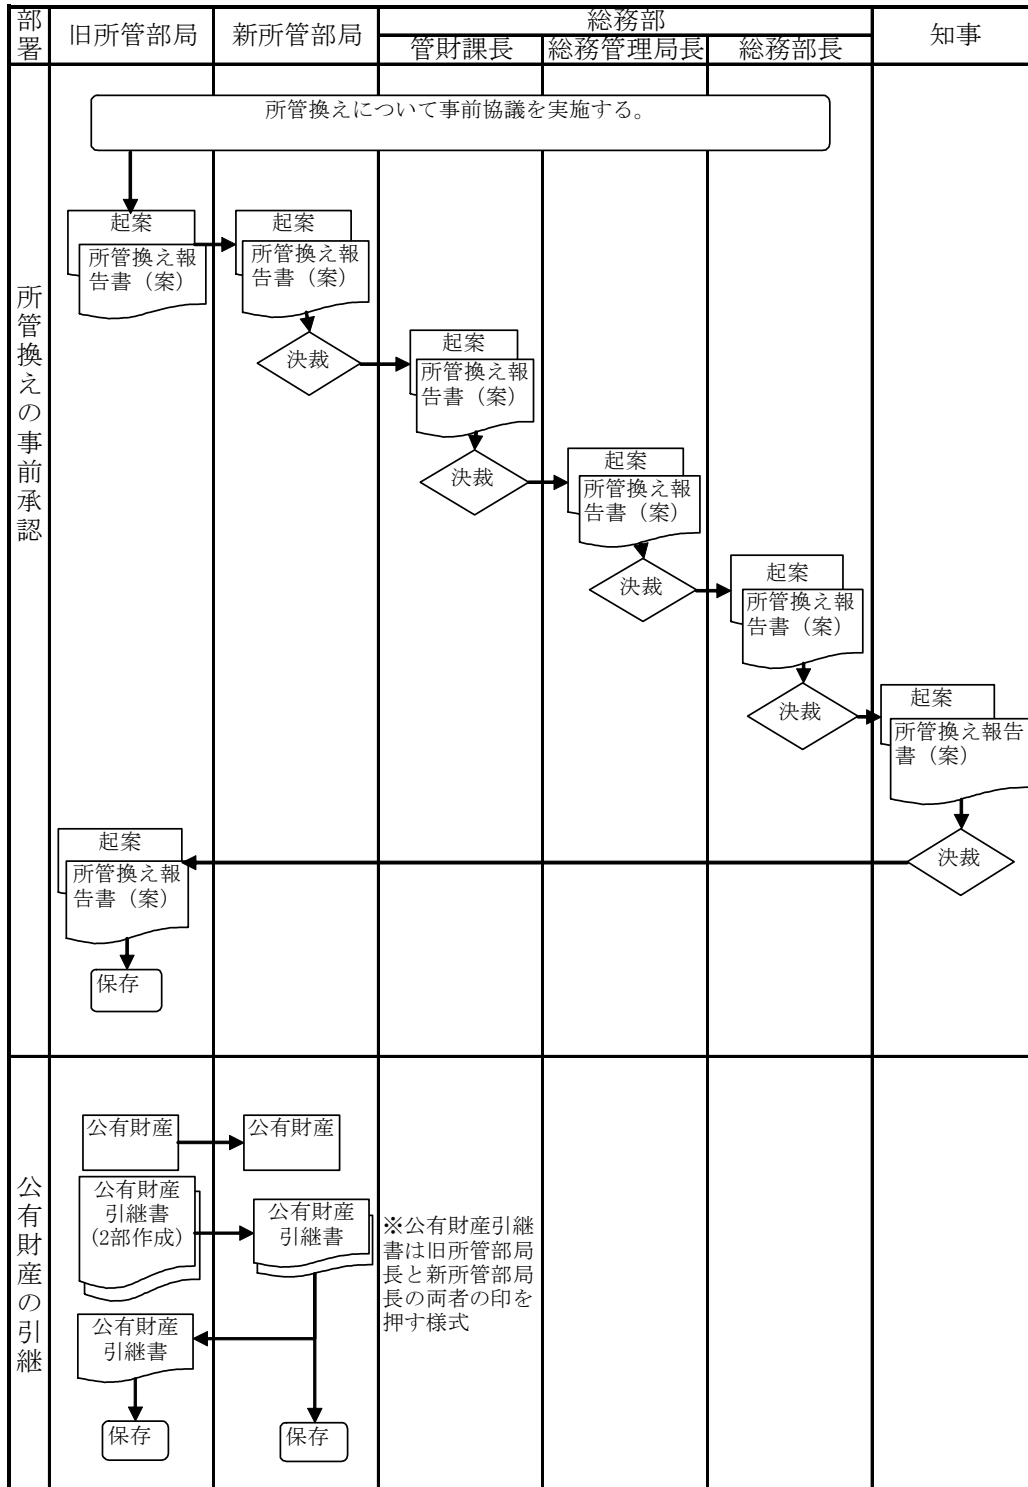 部署
旧所管部局
新所管部局
総務部
管財課長
総務管理局長
総務部長
知事
所管換えの事前承認
所管換えについて事前協議を実施する。
起案
所管換え報
告書（案）
起案
所管換え報
告書（案）
決裁
起案
所管換え報
告書（案）
決裁
起案
所管換え報
告書（案）
決裁
起案
所管換え報
告書（案）
決裁
起案
所管換え報告
書（案）
決裁
起案
所管換え報
告書（案）
保存
公有財産の引継
公有財産
公有財産
公有財産
引継書
(2部作成)
公有財産
引継書
※公有財産引継
書は旧所管部局
長と新所管部局
長の両者の印を
押す様式
公有財産
引継書
保存
保存